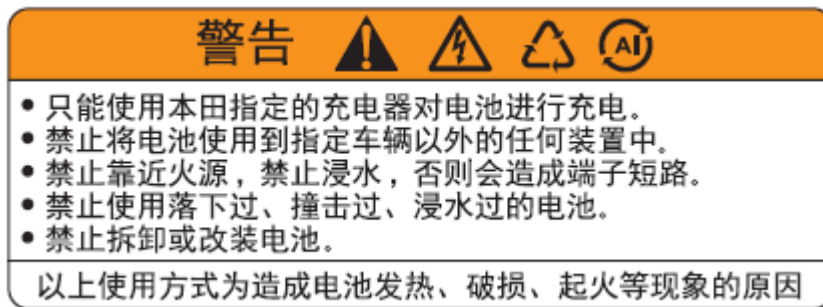 警告 AI
• 只能使用本田指定的充电器对电池进行充电。
• 禁止将电池使用到指定车辆以外的任何装置中。
• 禁止靠近火源，禁止浸水，否则会造成端子短路。
• 禁止使用落下过、撞击过、浸水过的电池。
• 禁止拆卸或改装电池。
以上使用方式为造成电池发热、破损、起火等现象的原因